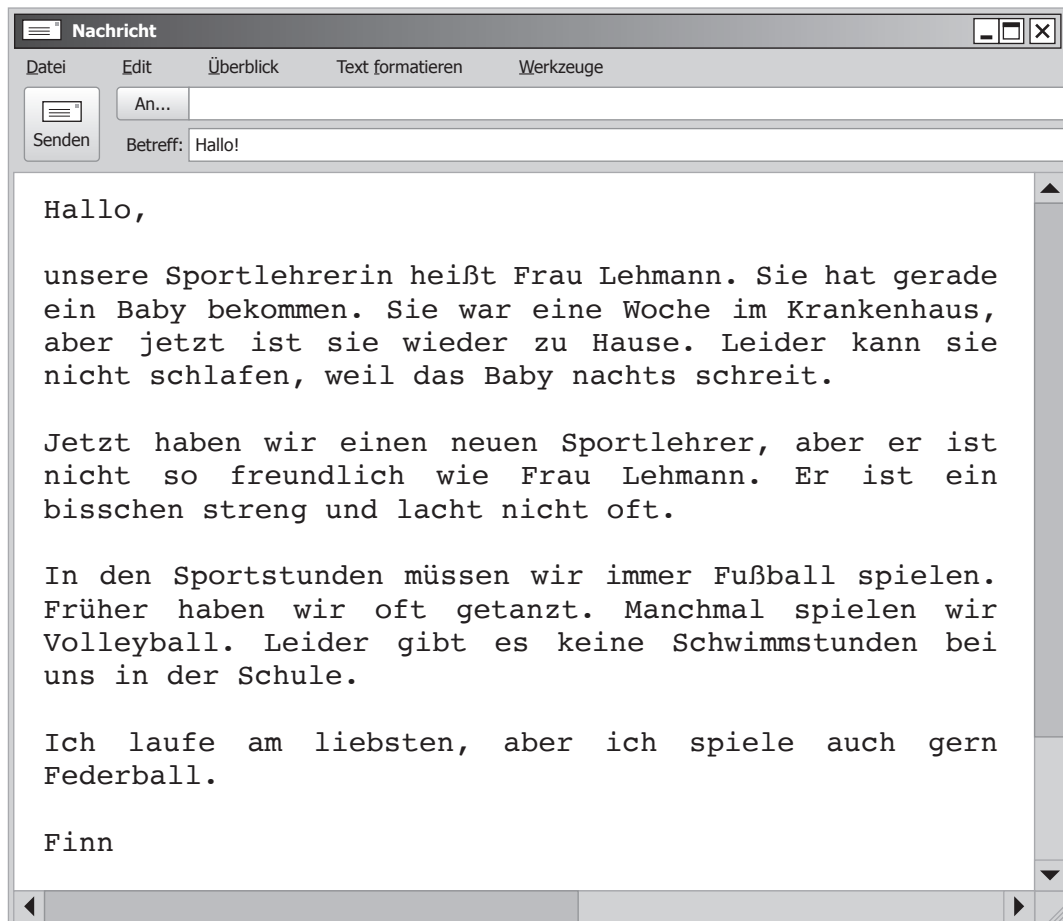 Nachricht
Datei Edit Überblick Text formatieren Werkzeuge
An...
Senden
Betreff: Hallo!
Hallo,
unsere Sportlehrerin heißt Frau Lehmann. Sie hat gerade
ein Baby bekommen. Sie war eine Woche im Krankenhaus,
aber jetzt ist sie wieder zu Hause. Leider kann sie
nicht schlafen, weil das Baby nachts schreit.
Jetzt haben wir einen neuen Sportlehrer, aber er ist
nicht so freundlich wie Frau Lehmann. Er ist ein
bisschen streng und lacht nicht oft.
In den Sportstunden müssen wir immer Fußball spielen.
Früher haben wir oft getanzt. Manchmal spielen wir
Volleyball. Leider gibt es keine Schwimmstunden bei
uns in der Schule.
Ich laufe am liebsten, aber ich spiele auch gern
Federball.
Finn